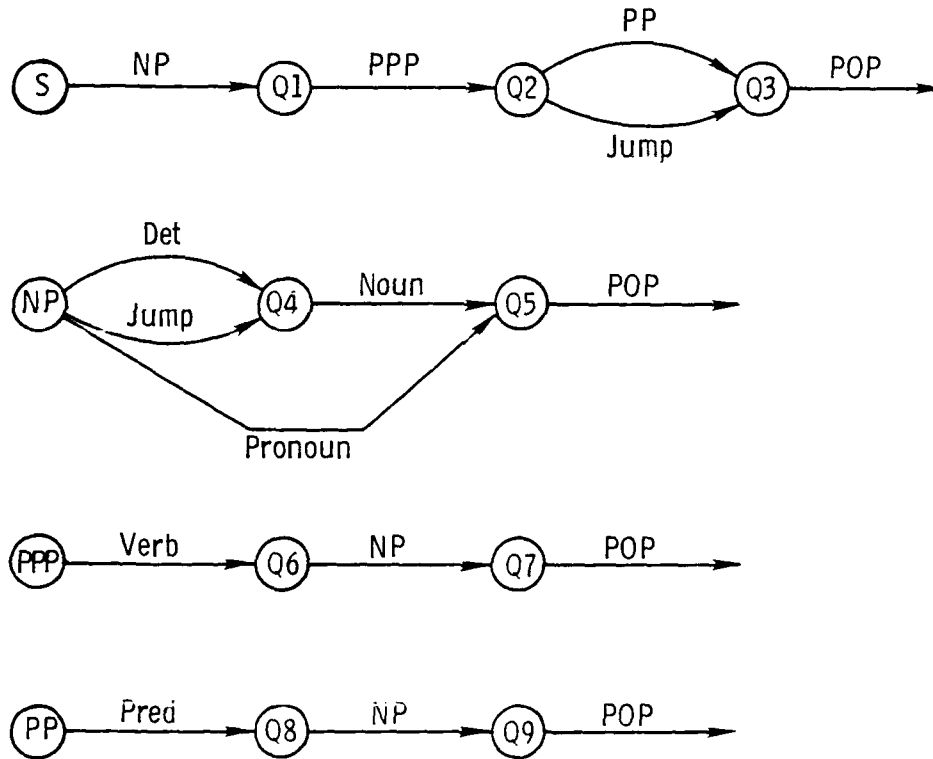 PP
S NP Q1 PPP Q2 Q3 POP
Jump
Det
NP Jump Q4 Noun Q5 POP
Pronoun
PPP Verb Q6 NP Q7 POP
PP Pred Q8 NP Q9 POP